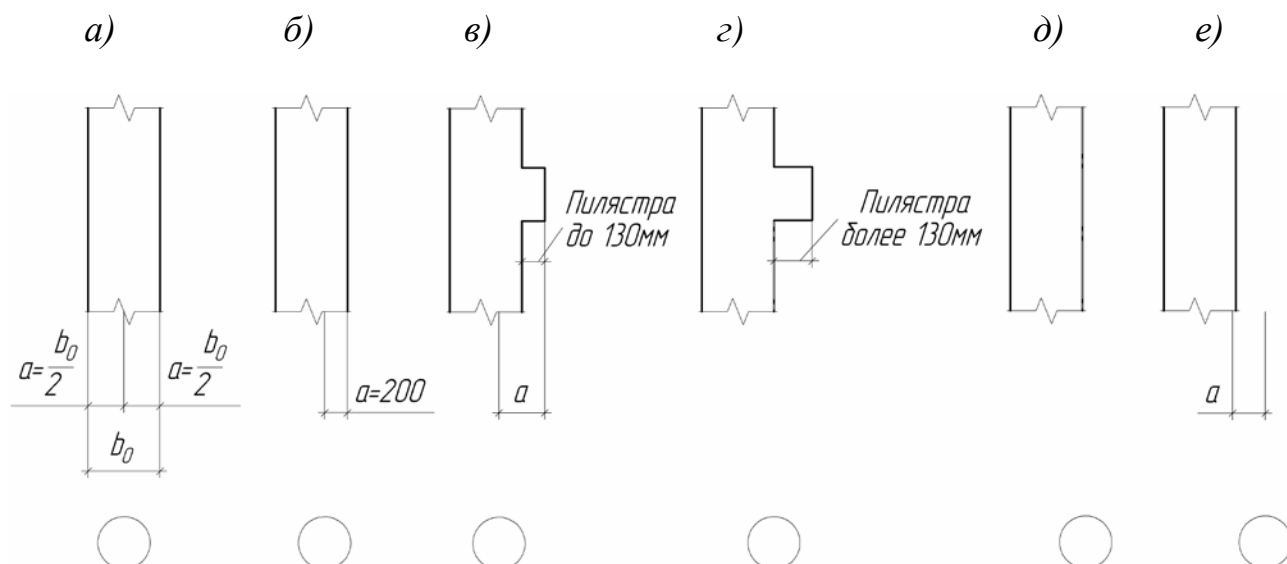 а) б) в) г) д) е)
Пилястра
до 130мм
Пилястра
более 130мм
a=b₀/2 a=b₀/2
a=200
a
a
b₀